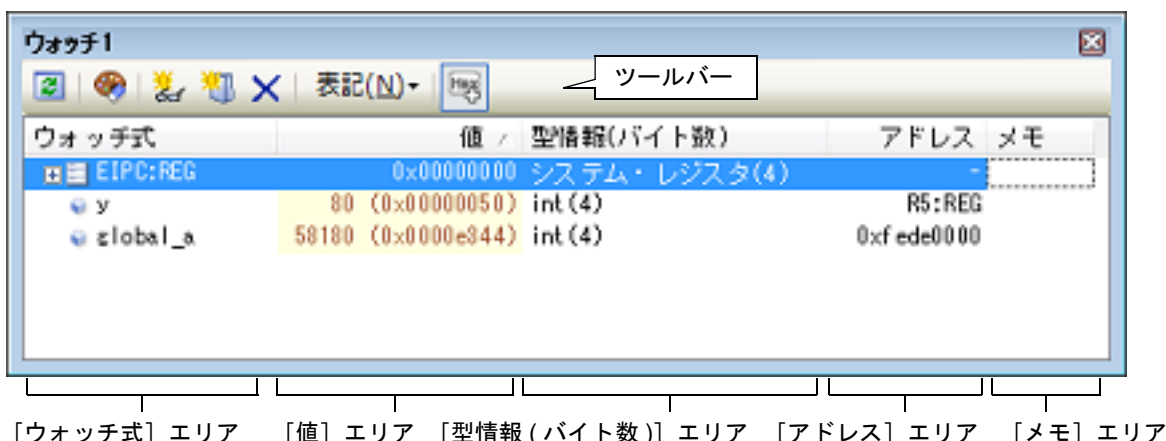 ウォッチ1
表記(N)
Hex
ツールバー
ウォッチ式 値 型情報(バイト数) アドレス メモ
EIPC:REG 0x00000000 システム・レジスタ(4) -
y 80 (0x00000050) int(4) R5:REG
global_a 58180 (0x0000e344) int(4) 0xfede0000
[ウォッチ式] エリア [値] エリア [型情報(バイト数)] エリア [アドレス] エリア [メモ] エリア